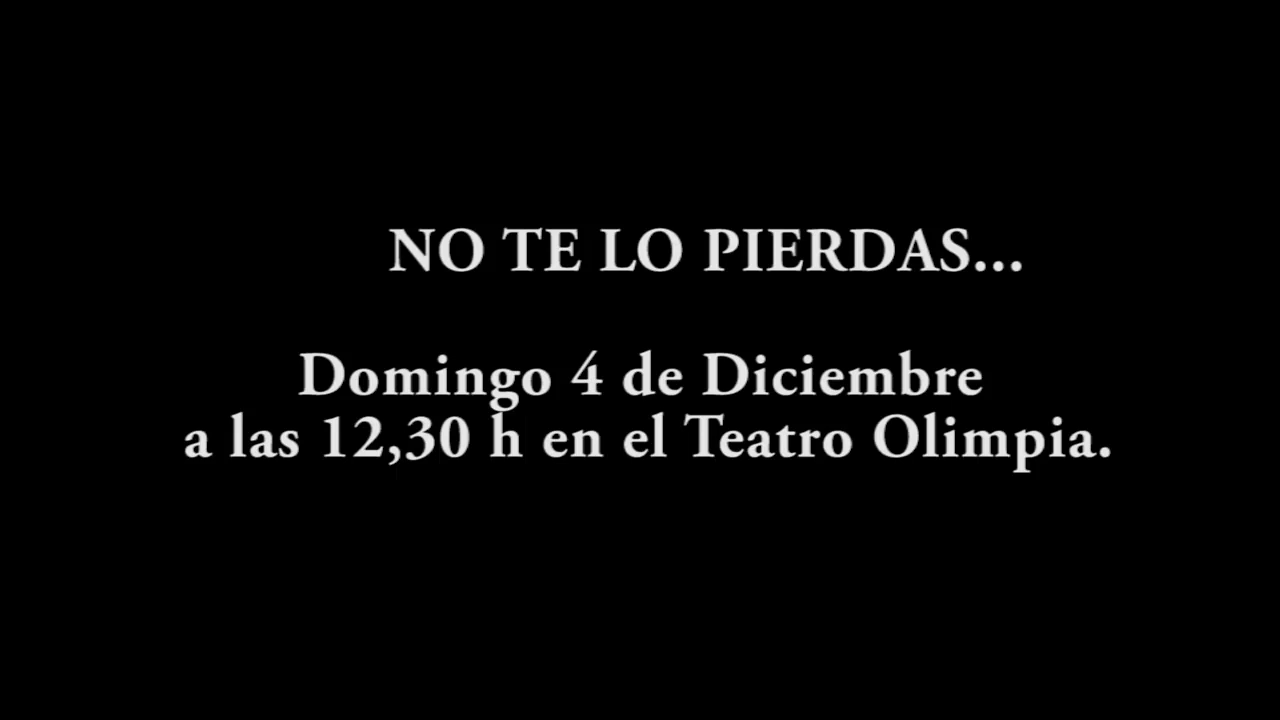 NO TE LO PIERDAS...
Domingo 4 de Diciembre
a las 12,30 h en el Teatro Olimpia.